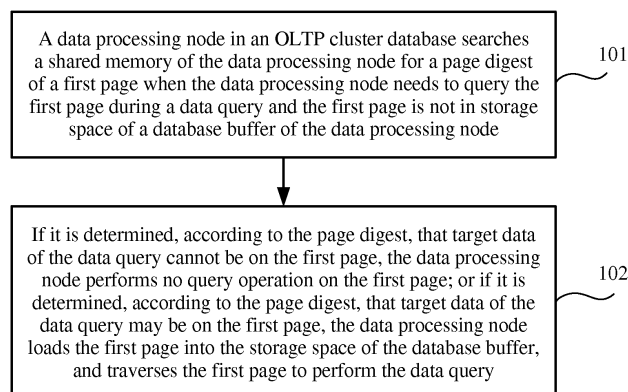 A data processing node in an OLTP cluster database searches
a shared memory of the data processing node for a page digest
of a first page when the data processing node needs to query the
first page during a data query and the first page is not in storage
space of a database buffer of the data processing node
101
If it is determined, according to the page digest, that target data
of the data query cannot be on the first page, the data processing
node performs no query operation on the first page; or if it is
determined, according to the page digest, that target data of the
data query may be on the first page, the data processing node
loads the first page into the storage space of the database buffer,
and traverses the first page to perform the data query
102